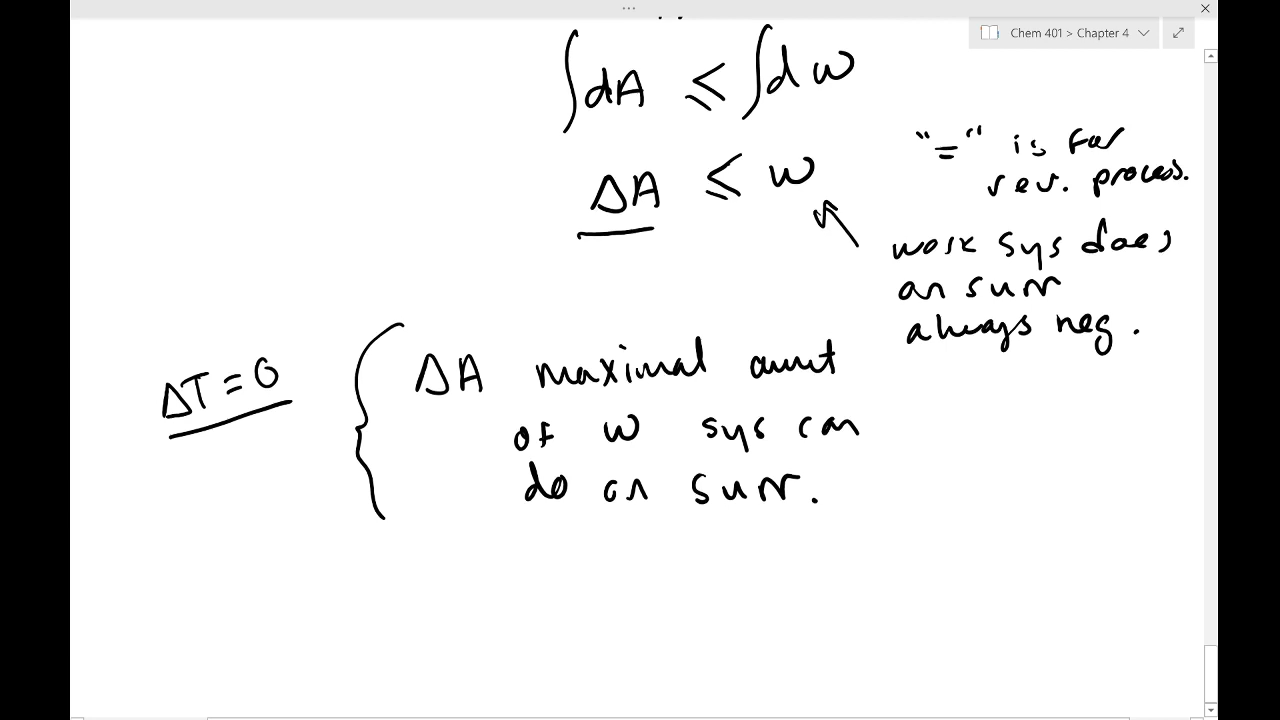 Chem 401 > Chapter 4
∫dA ≤ ∫dw
"=" is for
rev. process.
ΔA ≤ w
work sys does
on surr
always neg.
ΔT = 0
ΔA maximal amnt
of w sys can
do on surr.